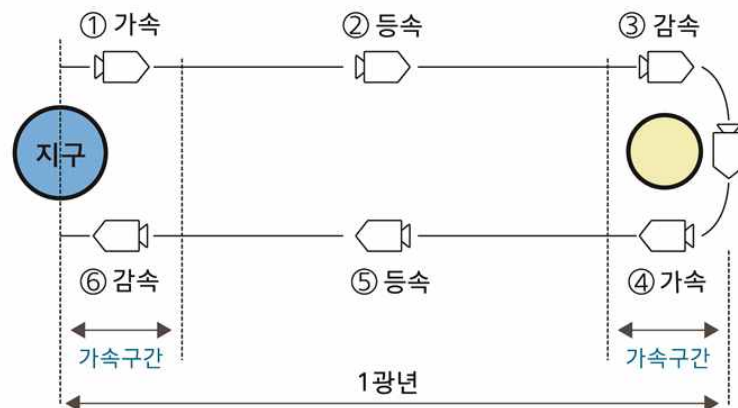 ① 가속
② 등속
③ 감속
지구
⑥ 감속
⑤ 등속
④ 가속
가속구간
가속구간
1광년